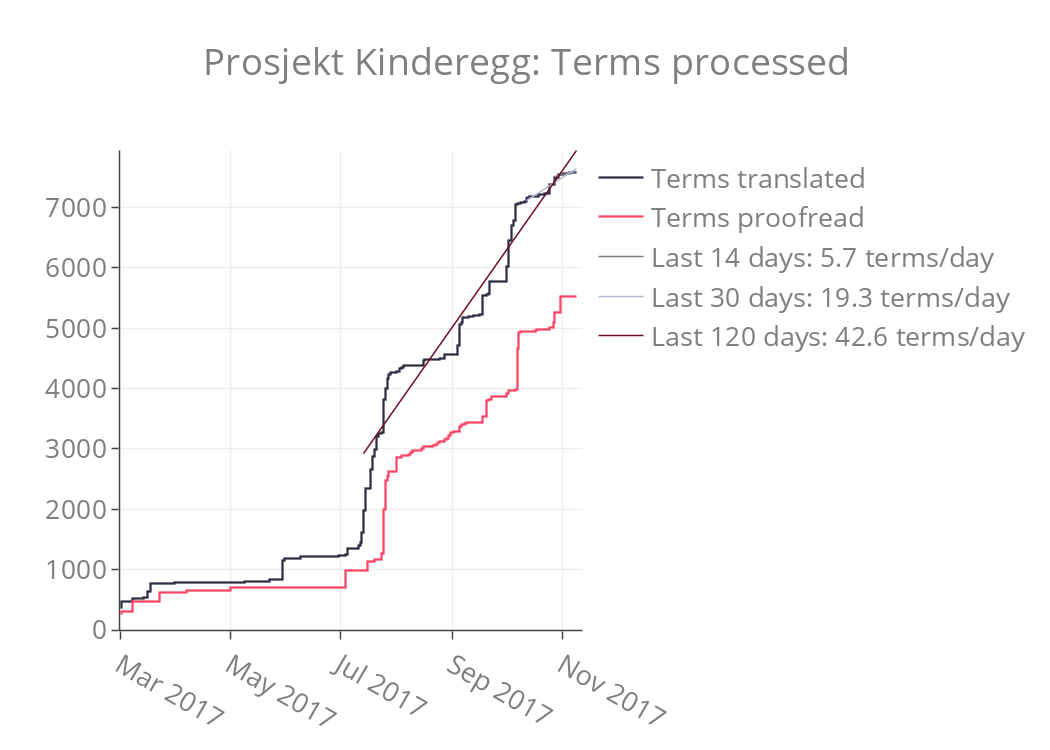 Prosjekt Kinderegg: Terms processed
Terms translated
Terms proofread
Last 14 days: 5.7 terms/day
Last 30 days: 19.3 terms/day
Last 120 days: 42.6 terms/day
7000
6000
5000
4000
3000
2000
1000
0
Mar 2017
May 2017
Jul 2017
Sep 2017
Nov 2017